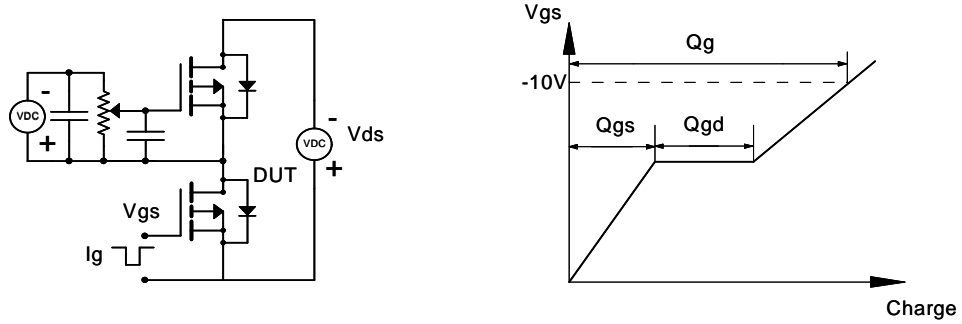 -
VDC
+
-
VDC
+
Vds
DUT
Vgs
Ig
Vgs
Qg
-10V
Qgs
Qgd
Charge